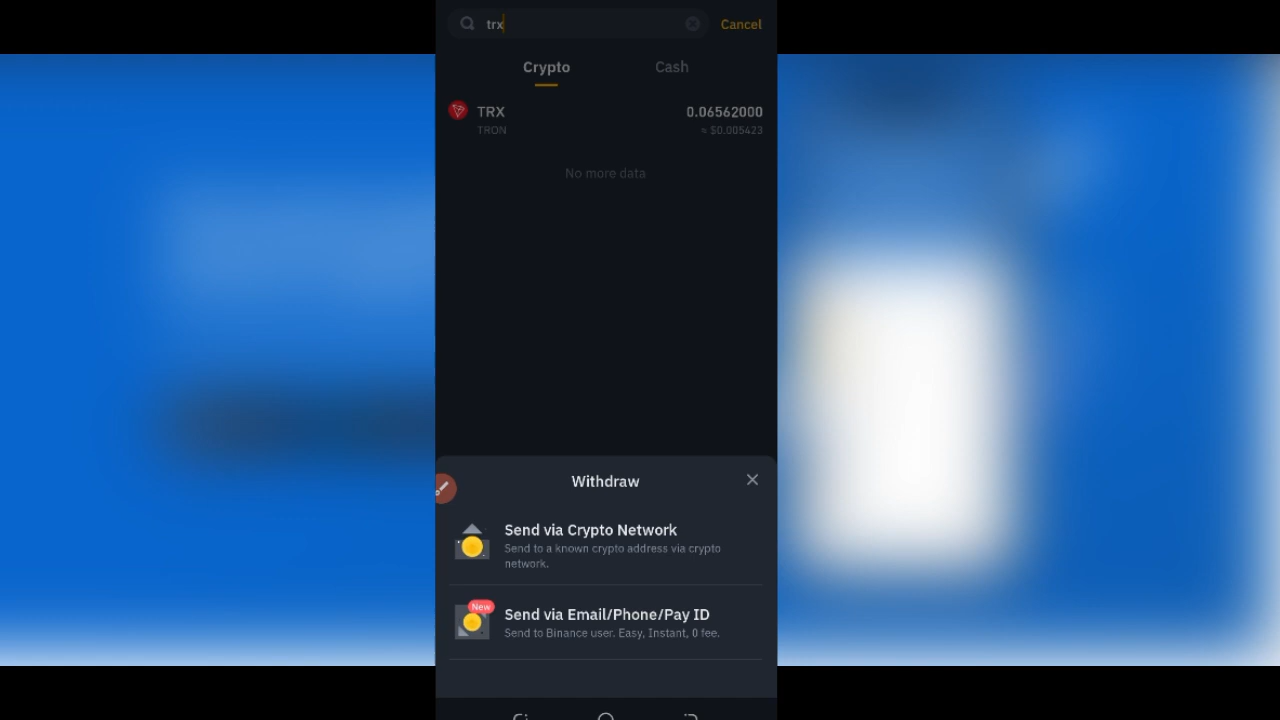 trx
Cancel
Crypto
Cash
TRX
0.06562000
TRON
≈ $0.005423
No more data
Withdraw
Send via Crypto Network
Send to a known crypto address via crypto
network.
New
Send via Email/Phone/Pay ID
Send to Binance user. Easy, Instant, 0 fee.